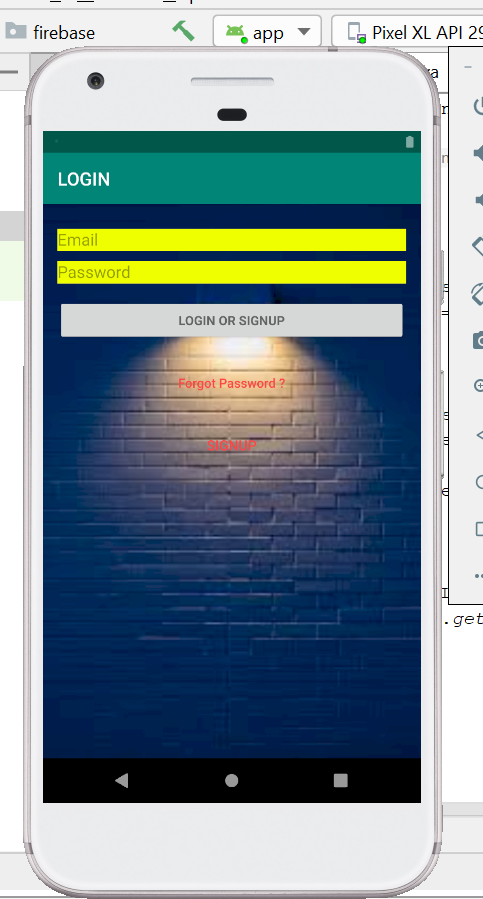 firebase
app
Pixel XL API 29
LOGIN
Email
Password
LOGIN OR SIGNUP
Forgot Password ?
SIGNUP
.get